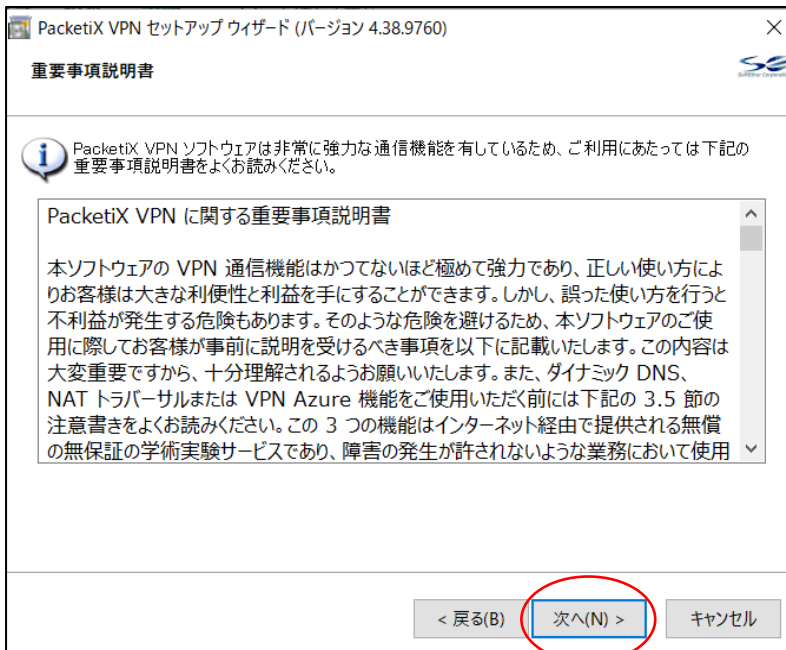 PacketiX VPN セットアップ ウィザード (バージョン 4.38.9760)
重要事項説明書
SoftEther Corporati
PacketiX VPN ソフトウェアは非常に強力な通信機能を有しているため、ご利用にあたっては下記の
重要事項説明書をよくお読みください。
PacketiX VPN に関する重要事項説明書
本ソフトウェアの VPN 通信機能はかつてないほど極めて強力であり、正しい使い方によ
りお客様は大きな利便性と利益を手にすることができます。しかし、誤った使い方を行うと
不利益が発生する危険もあります。そのような危険を避けるため、本ソフトウェアのご使
用に際してお客様が事前に説明を受けるべき事項を以下に記載いたします。この内容は
大変重要ですから、十分理解されるようお願いいたします。また、ダイナミック DNS、
NAT トラバーサルまたは VPN Azure 機能をご使用いただく前には下記の 3.5 節の
注意書きをよくお読みください。この 3 つの機能はインターネット経由で提供される無償
の無保証の学術実験サービスであり、障害の発生が許されないような業務において使用
< 戻る(B)
次へ(N) >
キャンセル